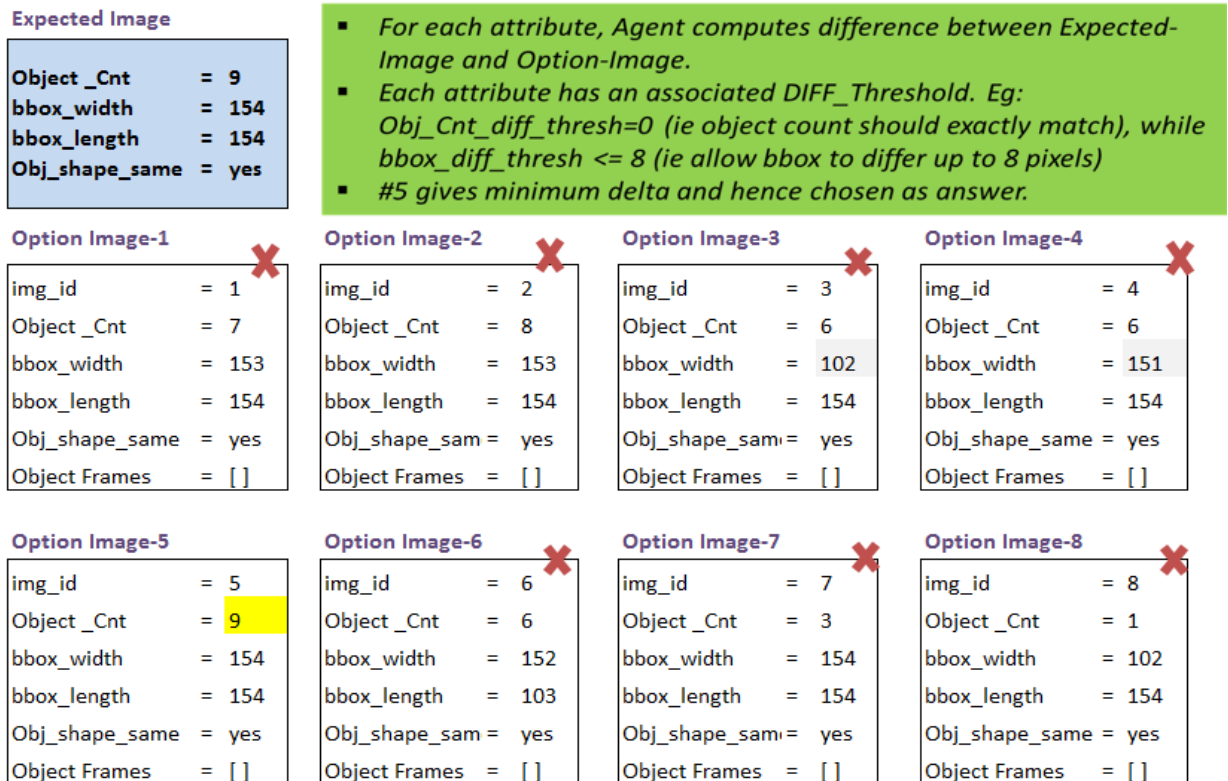 Expected Image
Object _Cnt = 9
bbox_width = 154
bbox_length = 154
Obj_shape_same = yes
▪ For each attribute, Agent computes difference between Expected-
Image and Option-Image.
▪ Each attribute has an associated DIFF_Threshold. Eg:
Obj_Cnt_diff_thresh=0 (ie object count should exactly match), while
bbox_diff_thresh <= 8 (ie allow bbox to differ up to 8 pixels)
▪ #5 gives minimum delta and hence chosen as answer.
Option Image-1
img_id = 1
Object _Cnt = 7
bbox_width = 153
bbox_length = 154
Obj_shape_same = yes
Object Frames = [ ]
Option Image-2
img_id = 2
Object _Cnt = 8
bbox_width = 153
bbox_length = 154
Obj_shape_sam = yes
Object Frames = [ ]
Option Image-3
img_id = 3
Object _Cnt = 6
bbox_width = 102
bbox_length = 154
Obj_shape_sam = yes
Object Frames = [ ]
Option Image-4
img_id = 4
Object _Cnt = 6
bbox_width = 151
bbox_length = 154
Obj_shape_same = yes
Object Frames = [ ]
Option Image-5
img_id = 5
Object _Cnt = 9
bbox_width = 154
bbox_length = 154
Obj_shape_same = yes
Object Frames = [ ]
Option Image-6
img_id = 6
Object _Cnt = 6
bbox_width = 152
bbox_length = 103
Obj_shape_sam = yes
Object Frames = [ ]
Option Image-7
img_id = 7
Object _Cnt = 3
bbox_width = 154
bbox_length = 154
Obj_shape_sam = yes
Object Frames = [ ]
Option Image-8
img_id = 8
Object _Cnt = 1
bbox_width = 102
bbox_length = 154
Obj_shape_same = yes
Object Frames = [ ]